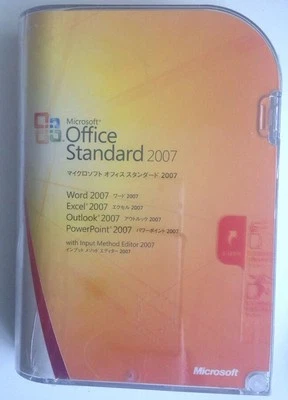 Microsoft®
Office
Standard 2007
マイクロソフト オフィス スタンダード 2007
Word 2007 ワード 2007
Excel® 2007 エクセル 2007
Outlook® 2007 アウトルック 2007
PowerPoint® 2007 パワーポイント 2007
with Input Method Editor 2007
インプット メソッド エディター 2007
Microsoft